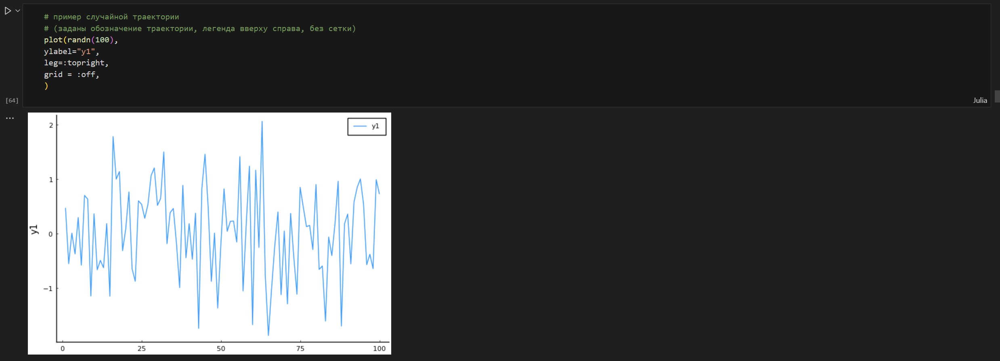 # пример случайной траектории
# (заданы обозначение траектории, легенда вверху справа, без сетки)
plot(randn(100),
ylabel="y1",
leg=:topright,
grid = :off,
)
[64]
Julia
...
y1
2
1
0
−1
y1
0 25 50 75 100